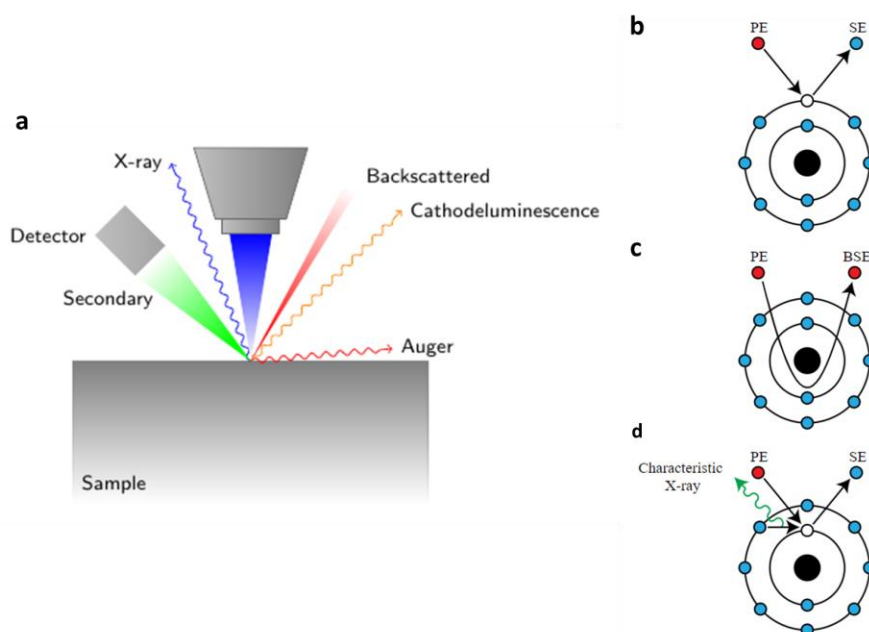 a
X-ray
Backscattered
Cathodeluminescence
Detector
Secondary
Auger
Sample
b
PE
SE
c
PE
BSE
d
PE
SE
Characteristic
X-ray